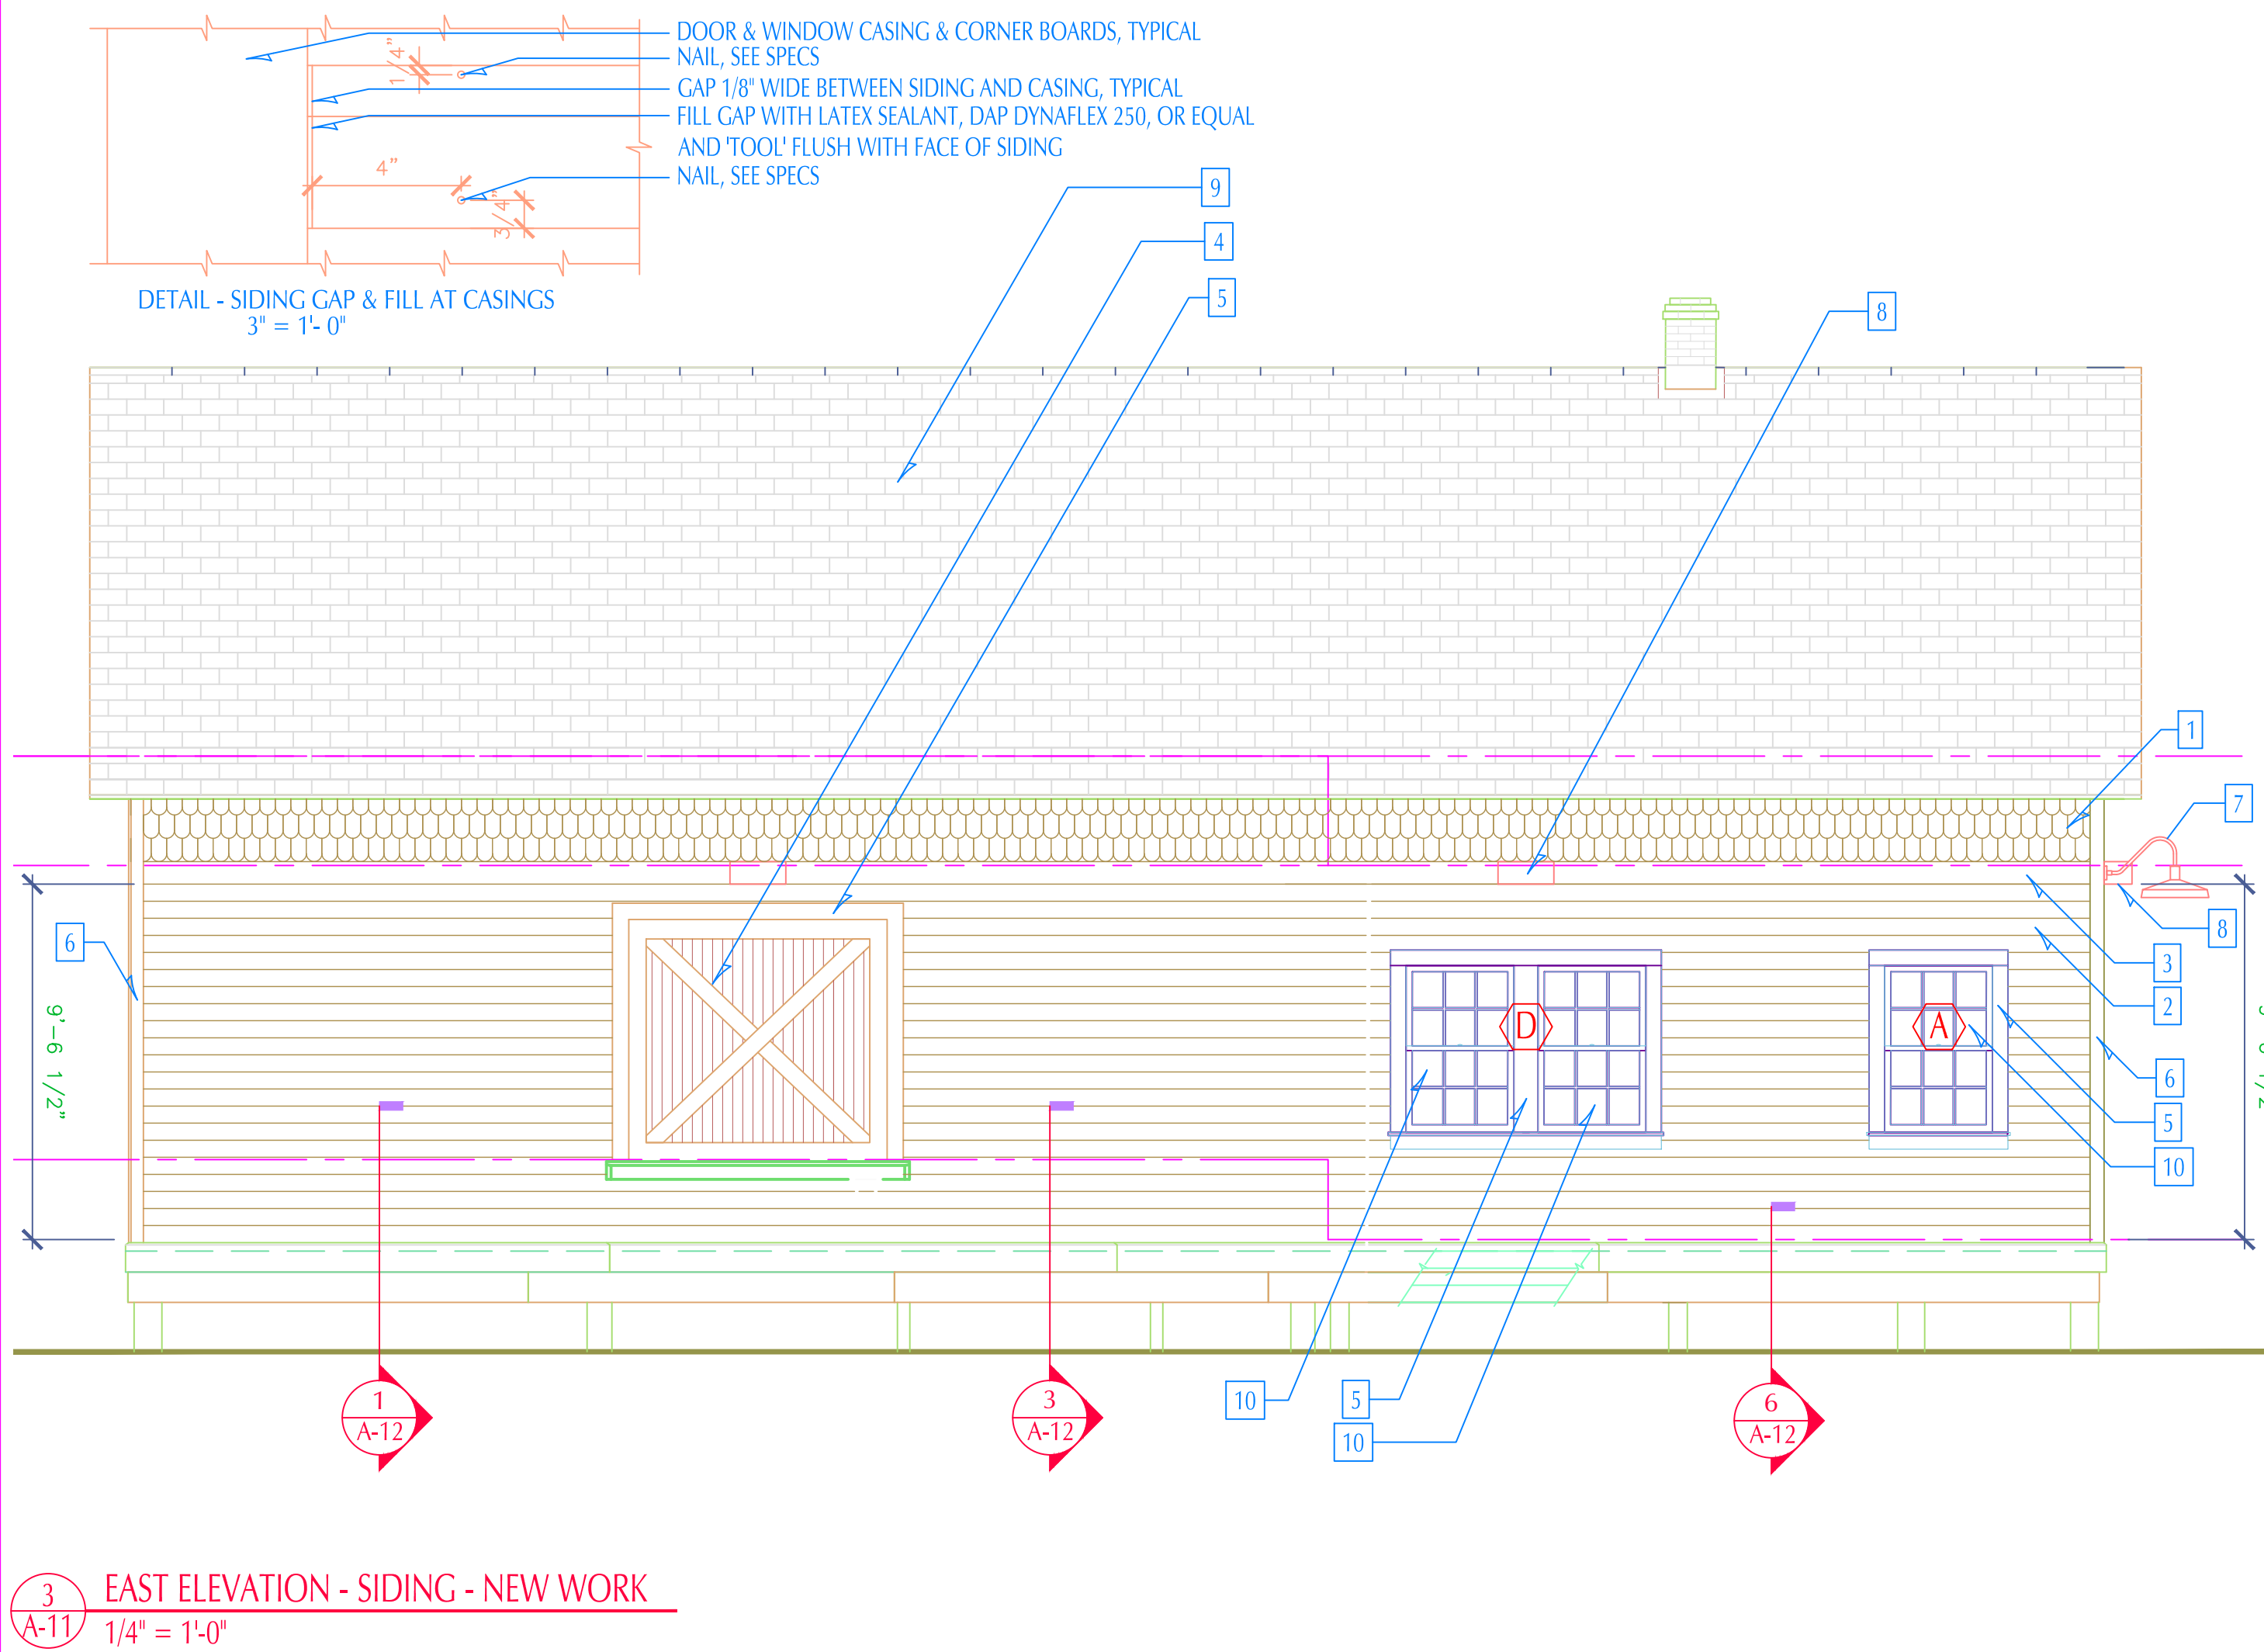 DOOR & WINDOW CASING & CORNER BOARDS, TYPICAL
NAIL, SEE SPECS
GAP 1/8" WIDE BETWEEN SIDING AND CASING, TYPICAL
FILL GAP WITH LATEX SEALANT, DAP DYNAFLEX 250, OR EQUAL
AND 'TOOL' FLUSH WITH FACE OF SIDING
NAIL, SEE SPECS
1/4"
4"
3/4"
DETAIL - SIDING GAP & FILL AT CASINGS
3" = 1'- 0"
9
4
5
8
1
7
6
8
3
2
9'-6 1/2"
D
A
6
5
10
1
A-12
3
A-12
10
5
10
6
A-12
3
A-11
EAST ELEVATION - SIDING - NEW WORK
1/4" = 1'-0"